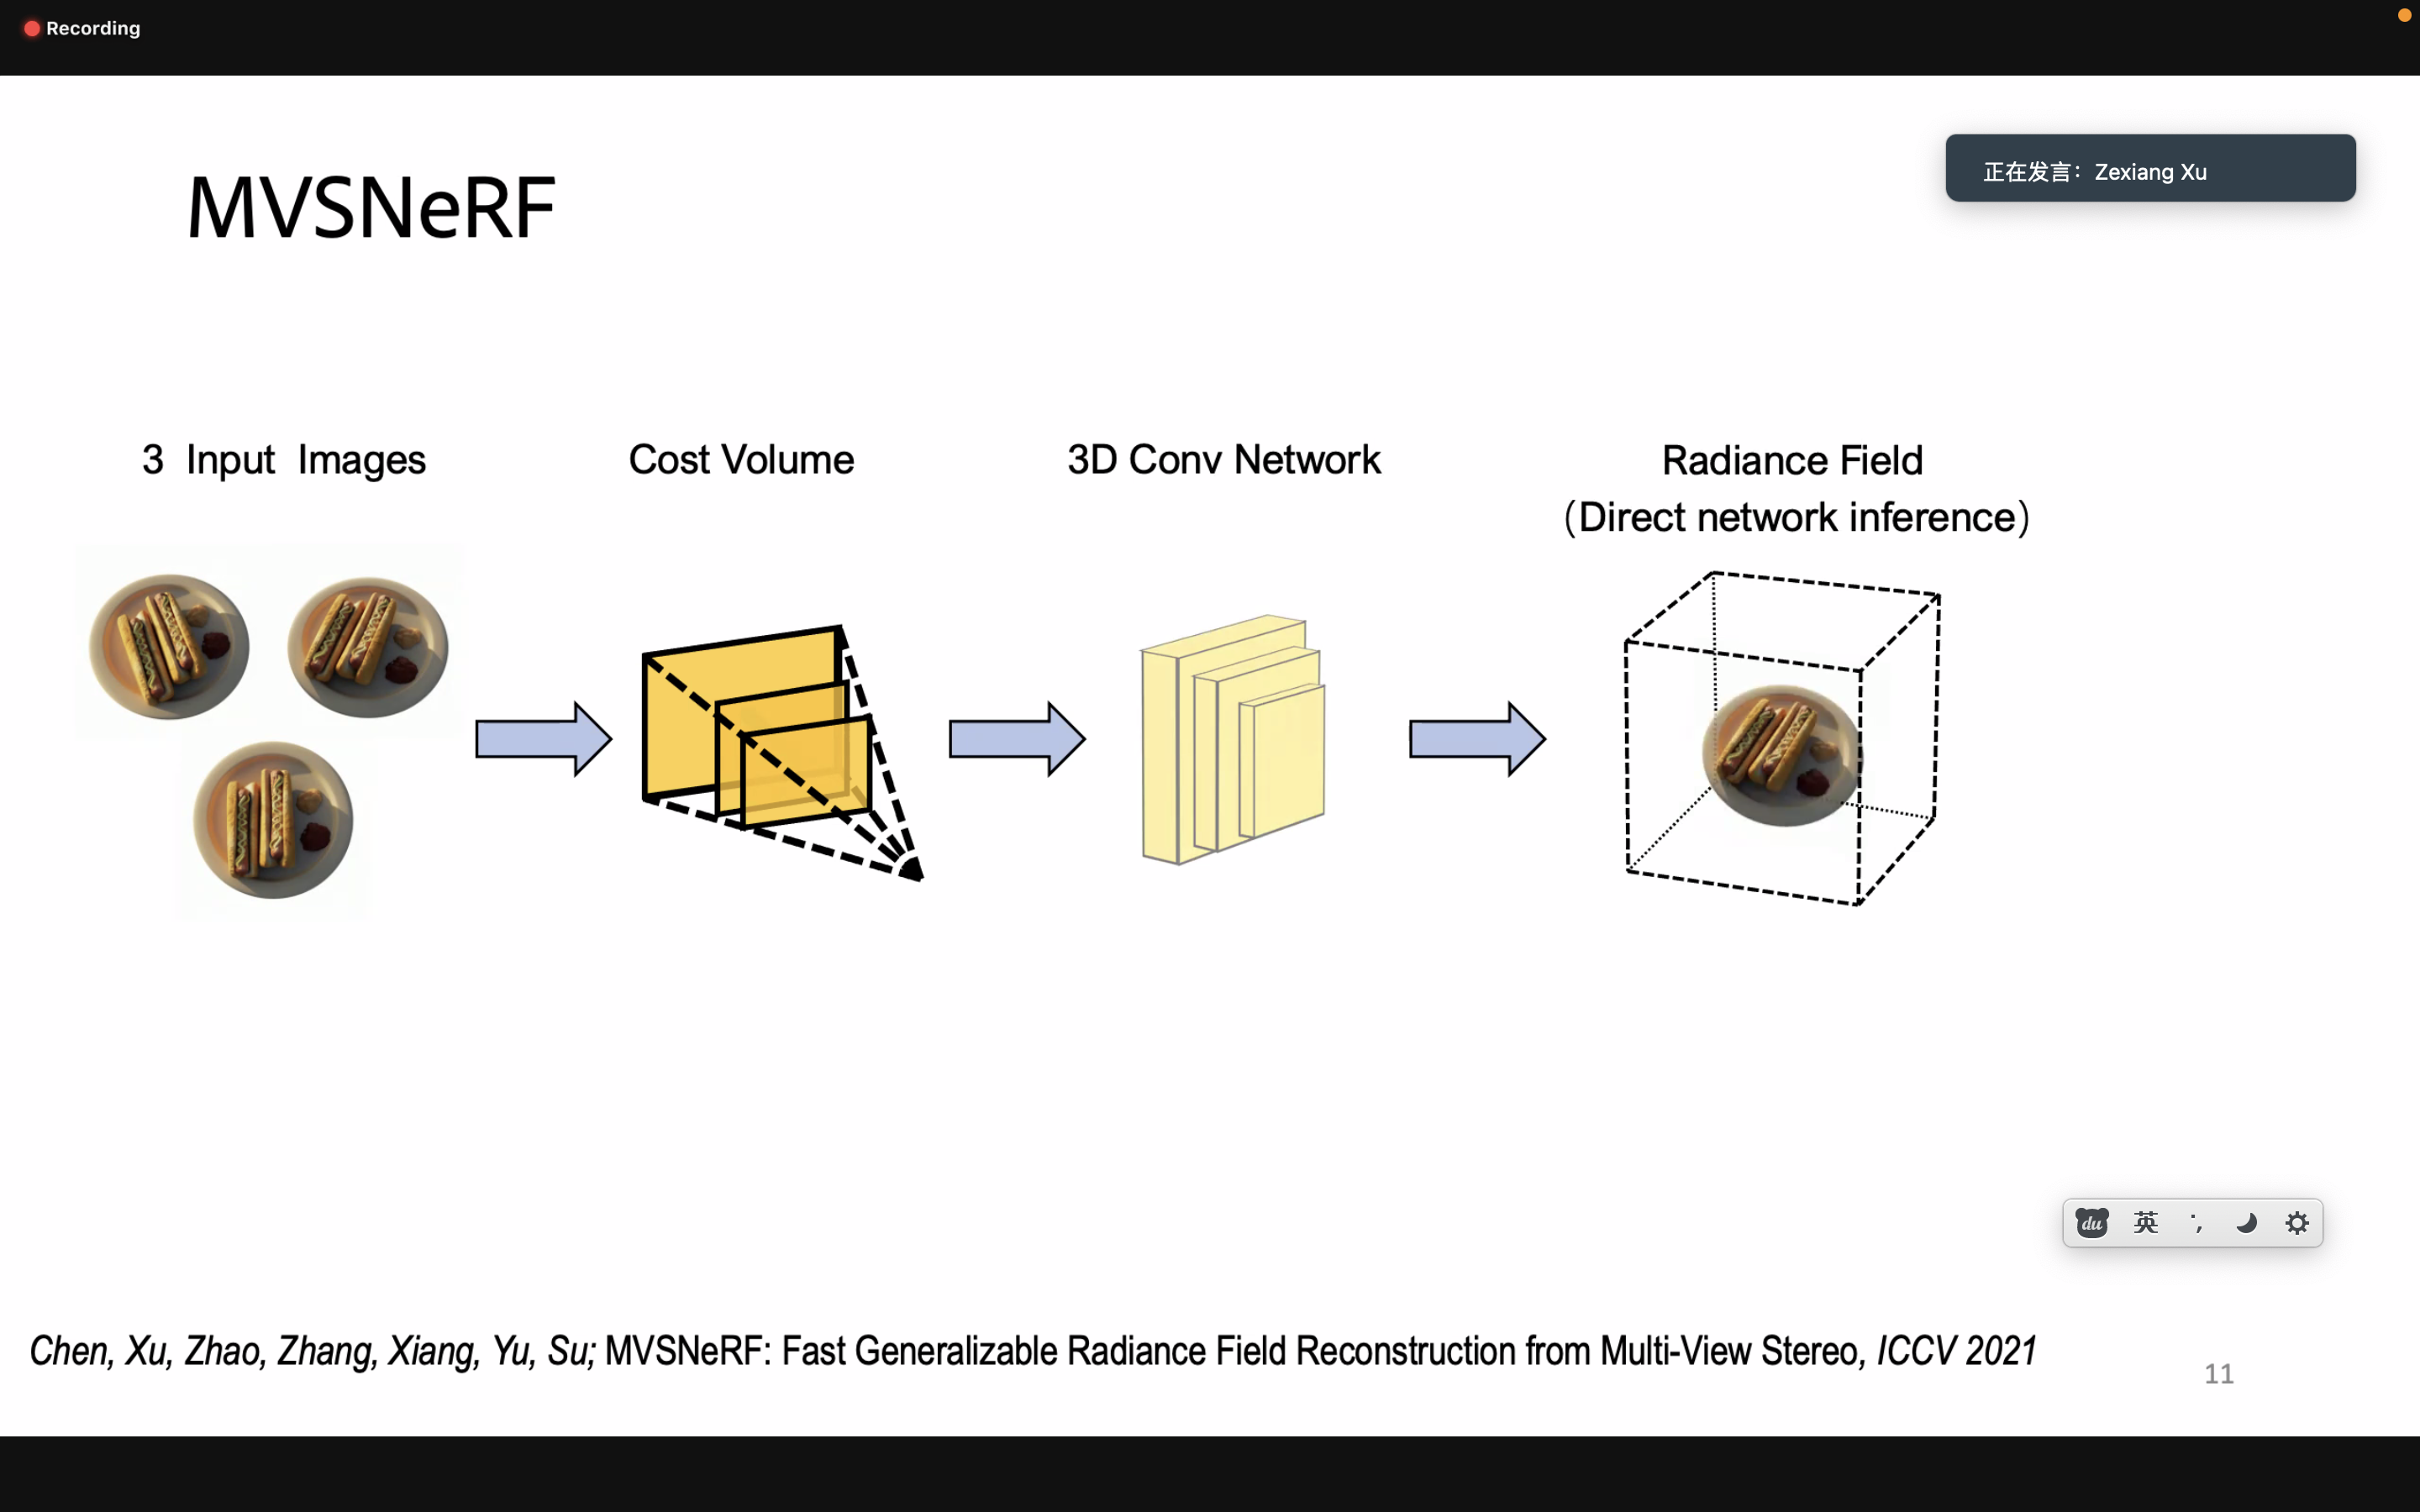 Recording
MVSNeRF
正在发言：Zexiang Xu
3 Input Images
Cost Volume
3D Conv Network
Radiance Field
（Direct network inference）
du 英 ·,
Chen, Xu, Zhao, Zhang, Xiang, Yu, Su; MVSNeRF: Fast Generalizable Radiance Field Reconstruction from Multi-View Stereo, ICCV 2021
11